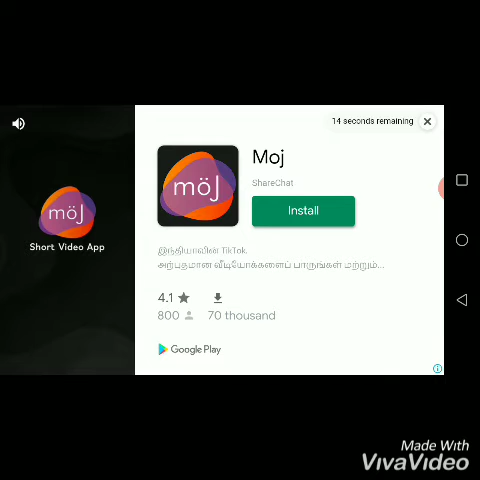 14 seconds remaining
möJ
Short Video App
möJ
Moj
ShareChat
Install
இந்தியாவின் TikTok.
அற்புதமான வீடியோக்களைப் பாருங்கள் மற்றும்...
4.1
800
70 thousand
Google Play
Made With
VivaVideo